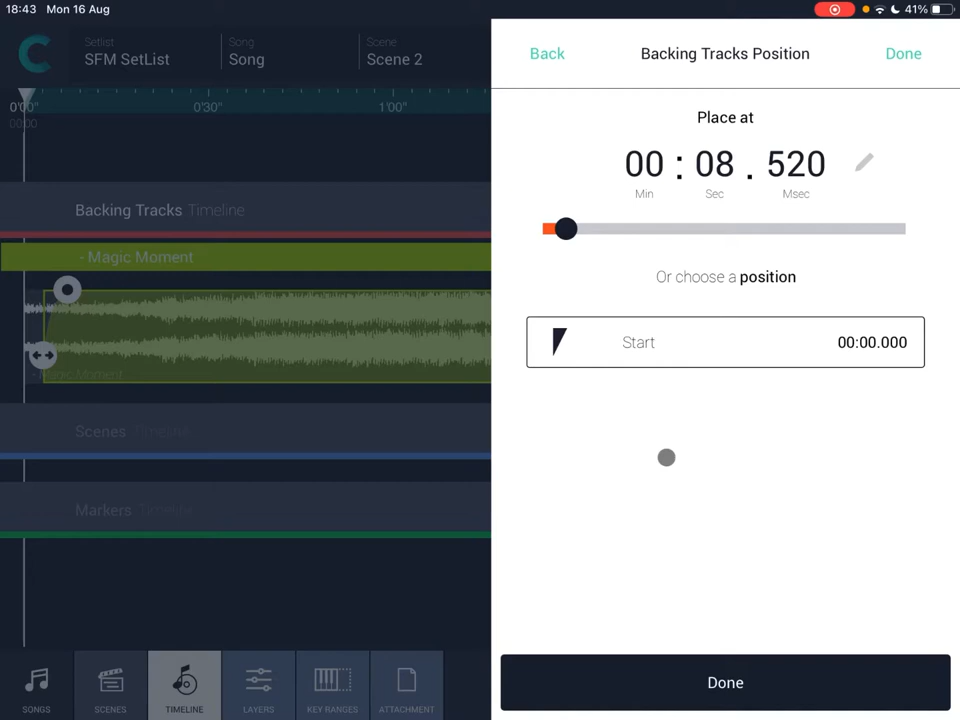 18:43 Mon 16 Aug
41%
Setlist
SFM SetList
Song
Song
Scene
Scene 2
0'00"
0'30"
1'00"
00:00
Backing Tracks Timeline
- Magic Moment
- Magic Moment
Scenes Timeline
Markers Timeline
SONGS
SCENES
TIMELINE
LAYERS
KEY RANGES
ATTACHMENT
Back
Backing Tracks Position
Done
Place at
00 : 08 . 520
Min
Sec
Msec
Or choose a position
Start
00:00.000
Done